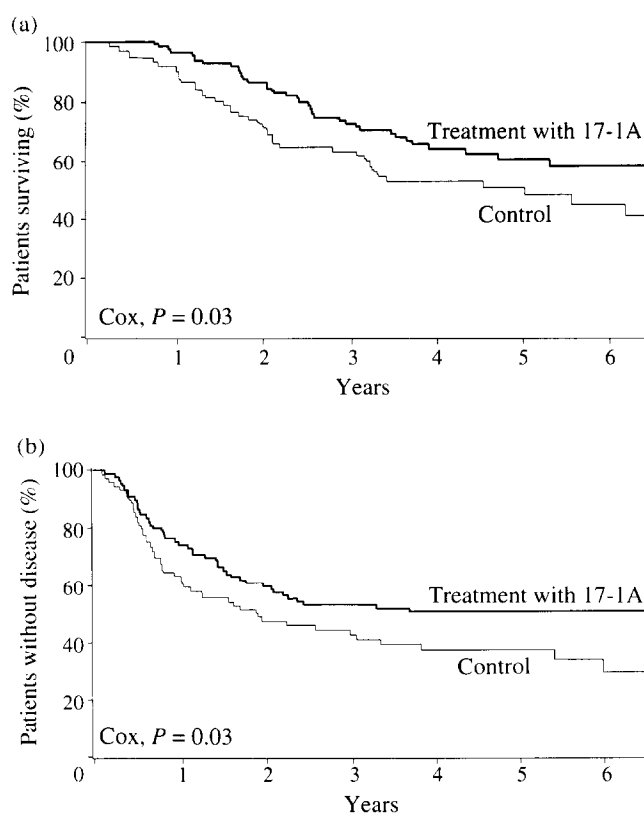 (a)
Patients surviving (%)
100
80
60
40
20
0
Treatment with 17-1A
Control
Cox, P = 0.03
1 2 3 4 5 6
Years
(b)
Patients without disease (%)
100
80
60
40
20
0
Treatment with 17-1A
Control
Cox, P = 0.03
1 2 3 4 5 6
Years